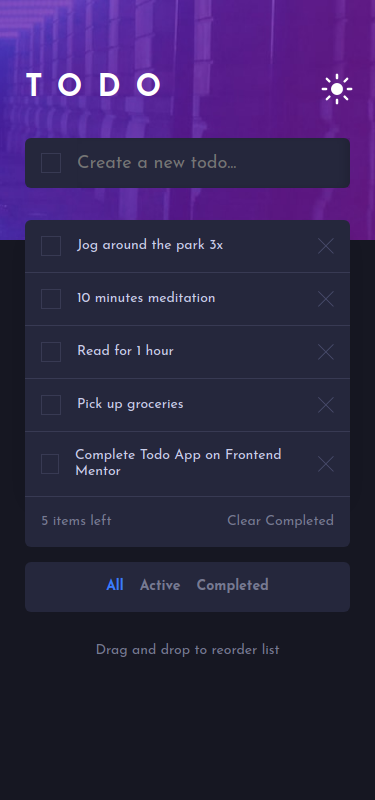 TODO
Create a new todo...
Jog around the park 3x
10 minutes meditation
Read for 1 hour
Pick up groceries
Complete Todo App on Frontend
Mentor
5 items left Clear Completed
All Active Completed
Drag and drop to reorder list